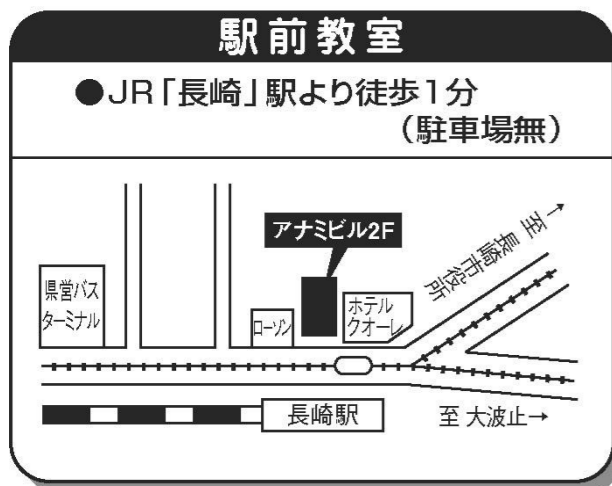 駅前教室
●JR「長崎」駅より徒歩1分
（駐車場無）
アナミビル2F
至 長崎市役所→
県営バス
ターミナル
ローソン
ホテル
クオーレ
長崎駅
至 大波止→